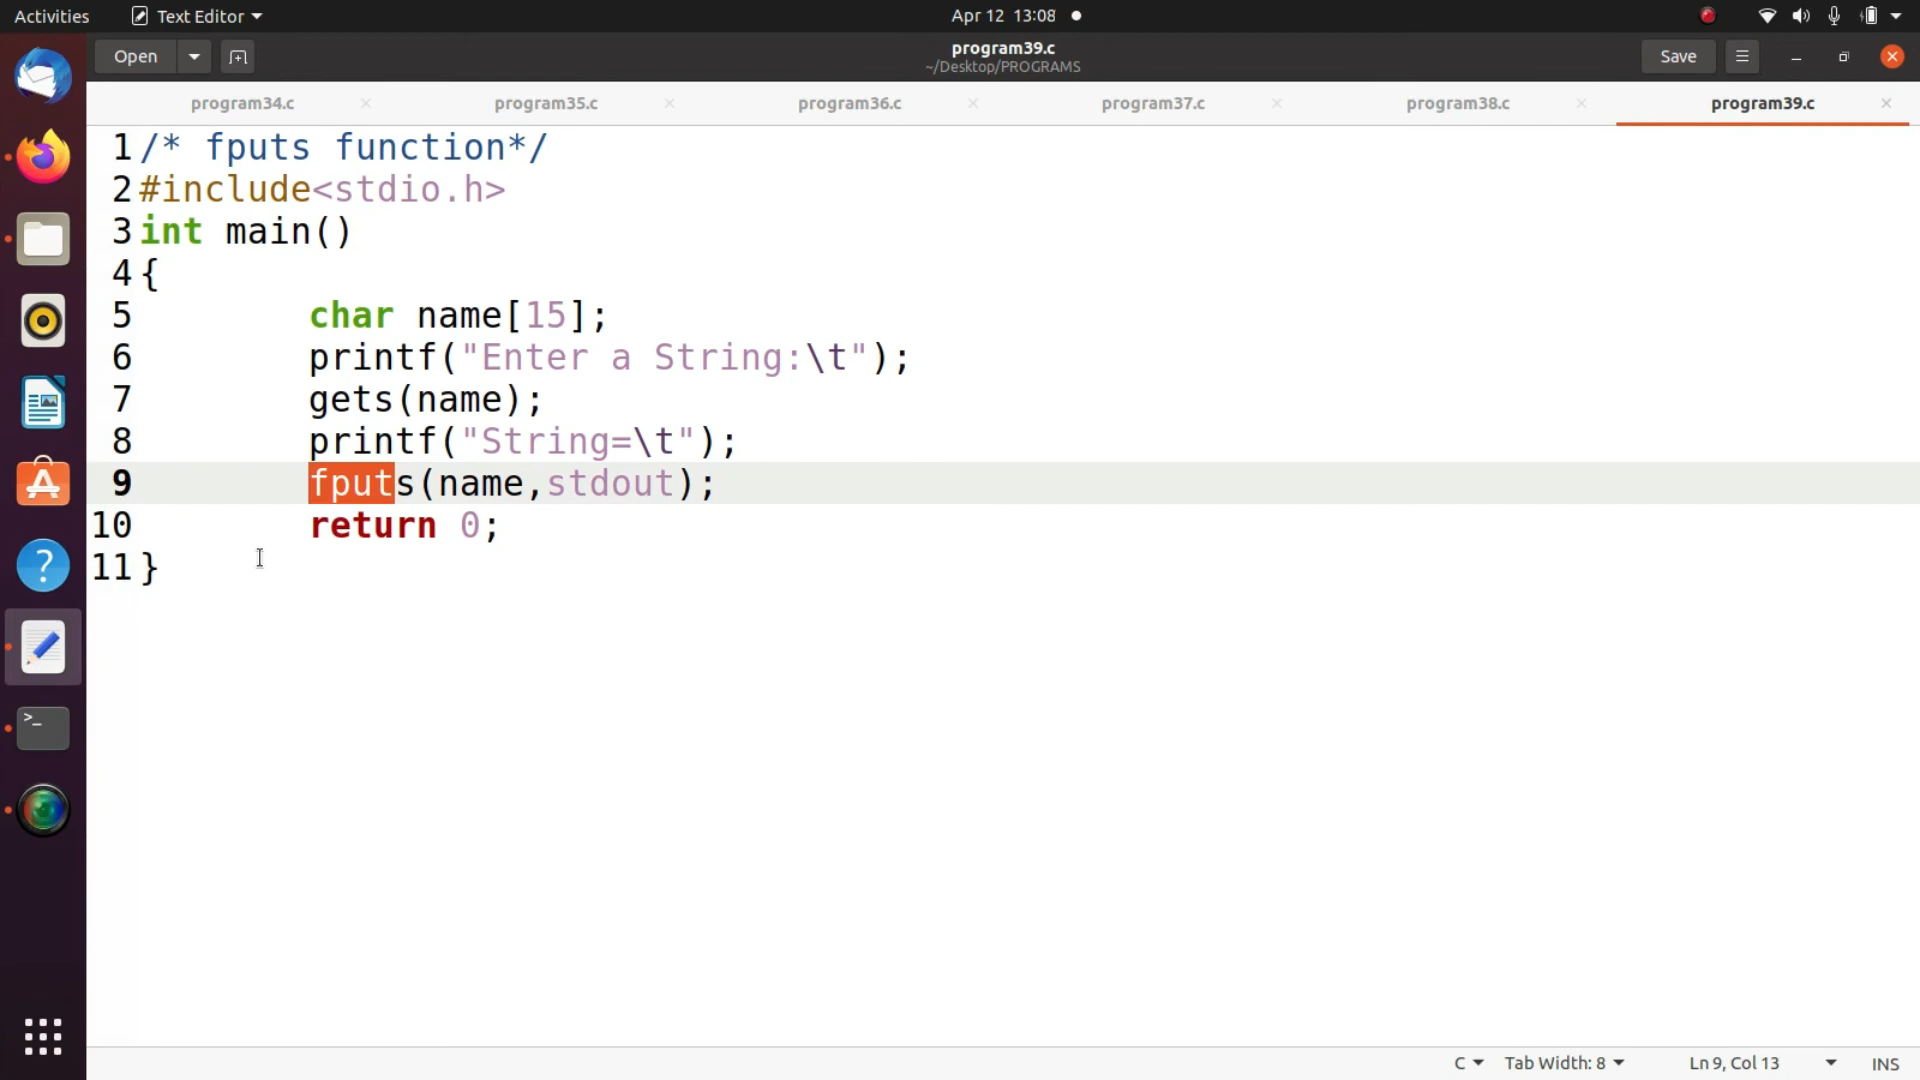 Activities Text Editor Apr 12 13:08
Open program39.c Save
~/Desktop/PROGRAMS
program34.c program35.c program36.c program37.c program38.c program39.c
1 /* fputs function*/
2 #include<stdio.h>
3 int main()
4 {
5 char name[15];
6 printf("Enter a String:\t");
7 gets(name);
8 printf("String=\t");
9 fputs(name,stdout);
10 return 0;
11 }
C Tab Width: 8 Ln 9, Col 13 INS